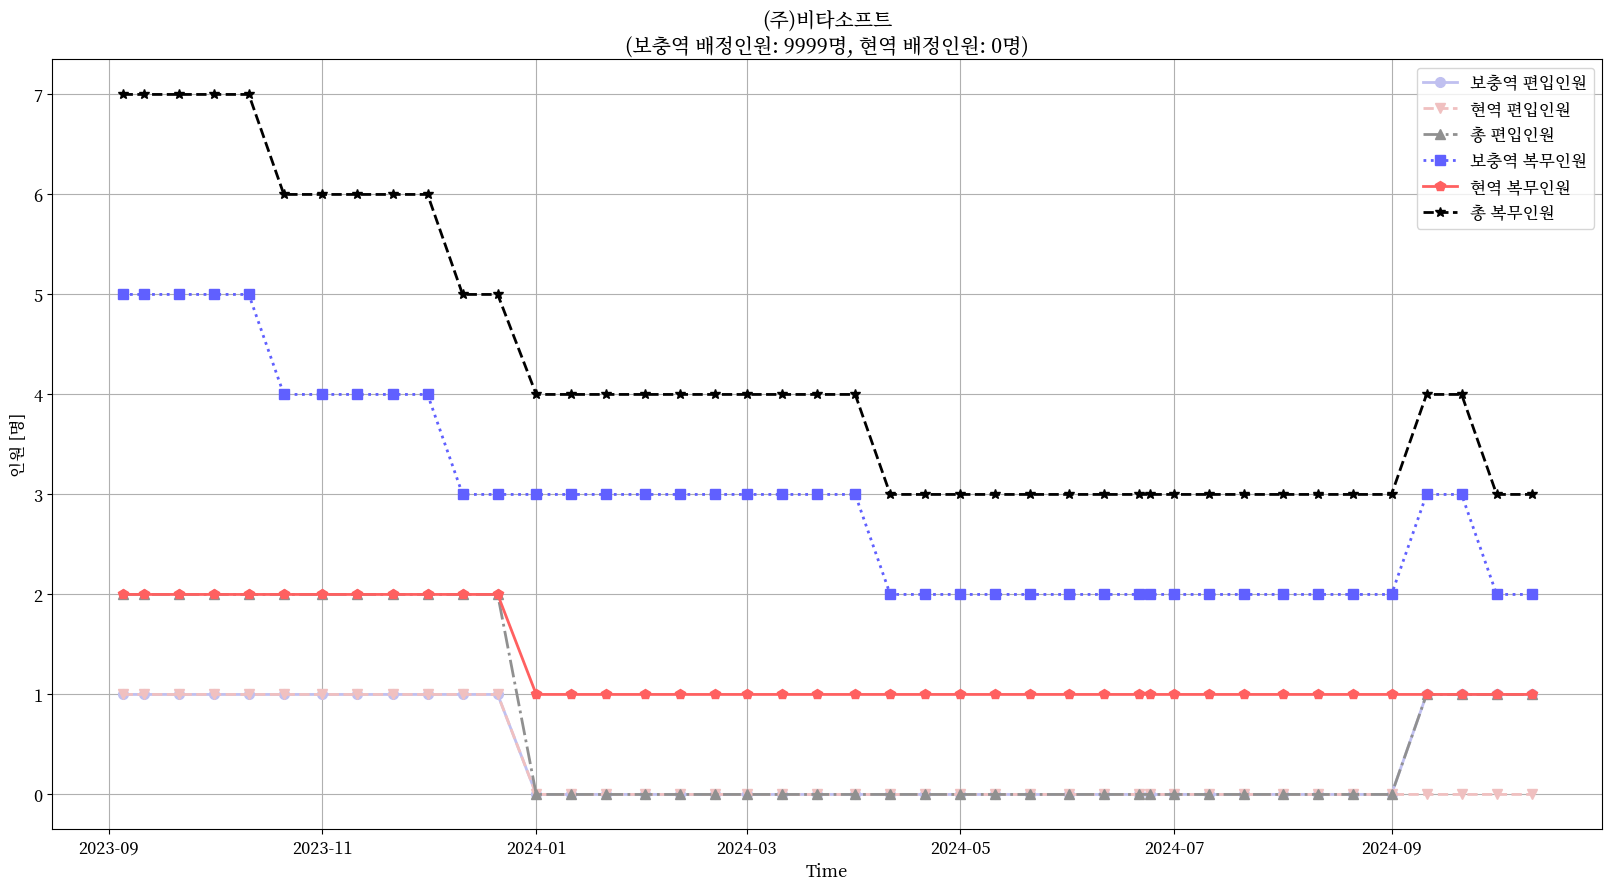 (주)비타소프트
(보충역 배정인원: 9999명, 현역 배정인원: 0명)
보충역 편입인원
현역 편입인원
총 편입인원
보충역 복무인원
현역 복무인원
총 복무인원
인원 [명]
7
6
5
4
3
2
1
0
2023-09
2023-11
2024-01
2024-03
2024-05
2024-07
2024-09
Time